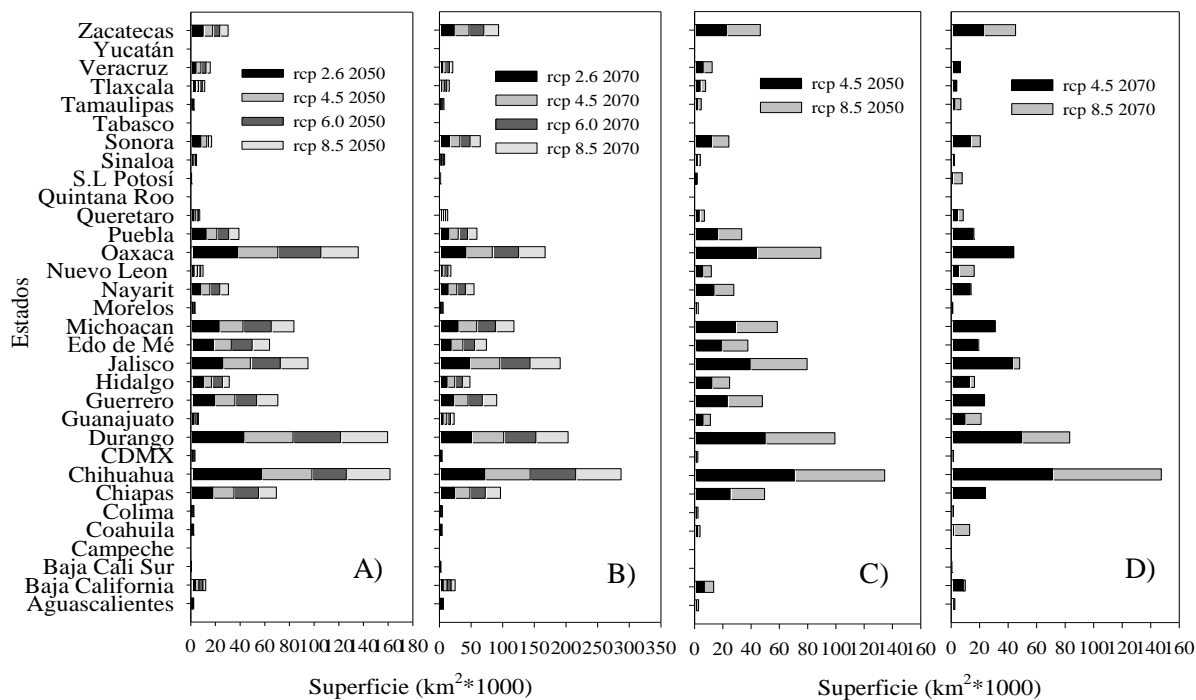 Estados
Zacatecas
Yucatán
Veracruz
Tlaxcala
Tamaulipas
Tabasco
Sonora
Sinaloa
S.L Potosí
Quintana Roo
Queretaro
Puebla
Oaxaca
Nuevo Leon
Nayarit
Morelos
Michoacan
Edo de Mé
Jalisco
Hidalgo
Guerrero
Guanajuato
Durango
CDMX
Chihuahua
Chiapas
Colima
Coahuila
Campeche
Baja Cali Sur
Baja California
Aguascalientes
rcp 2.6 2050
rcp 4.5 2050
rcp 6.0 2050
rcp 8.5 2050
A)
0 20 40 60 80 100 120 140 160 180
rcp 2.6 2070
rcp 4.5 2070
rcp 6.0 2070
rcp 8.5 2070
B)
0 50 100 150 200 250 300 350
rcp 4.5 2050
rcp 8.5 2050
C)
0 20 40 60 80 100 120 140 160
rcp 4.5 2070
rcp 8.5 2070
D)
0 20 40 60 80 100 120 140 160
Superficie (km²*1000)
Superficie (km²*1000)